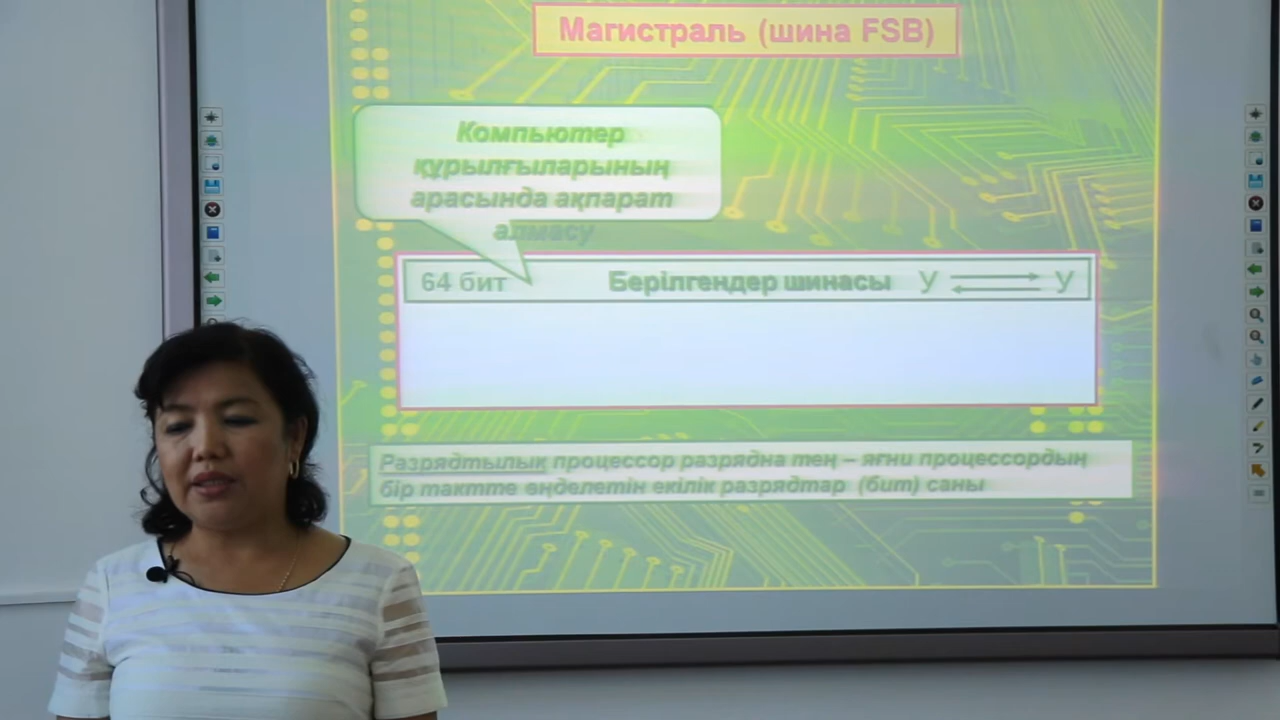 Магистраль (шина FSB)
Компьютер
құрылғыларының
арасында ақпарат
алмасу
64 бит Берілгендер шинасы У У
Разрядтылық процессор разрядна тең – яғни процессордың
бір тактте өңделетін екілік разрядтар (бит) саны